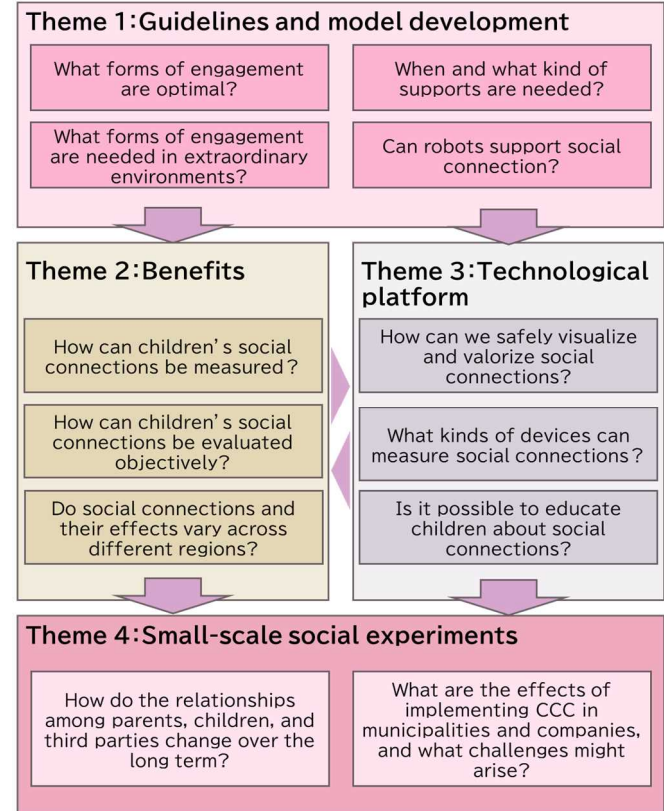 Theme 1:Guidelines and model development
What forms of engagement
are optimal?
When and what kind of
supports are needed?
What forms of engagement
are needed in extraordinary
environments?
Can robots support social
connection?
Theme 2:Benefits
How can children's social
connections be measured?
How can children's social
connections be evaluated
objectively?
Do social connections and
their effects vary across
different regions?
Theme 3:Technological
platform
How can we safely visualize
and valorize social
connections?
What kinds of devices can
measure social connections?
Is it possible to educate
children about social
connections?
Theme 4:Small-scale social experiments
How do the relationships
among parents, children, and
third parties change over the
long term?
What are the effects of
implementing CCC in
municipalities and companies,
and what challenges might
arise?